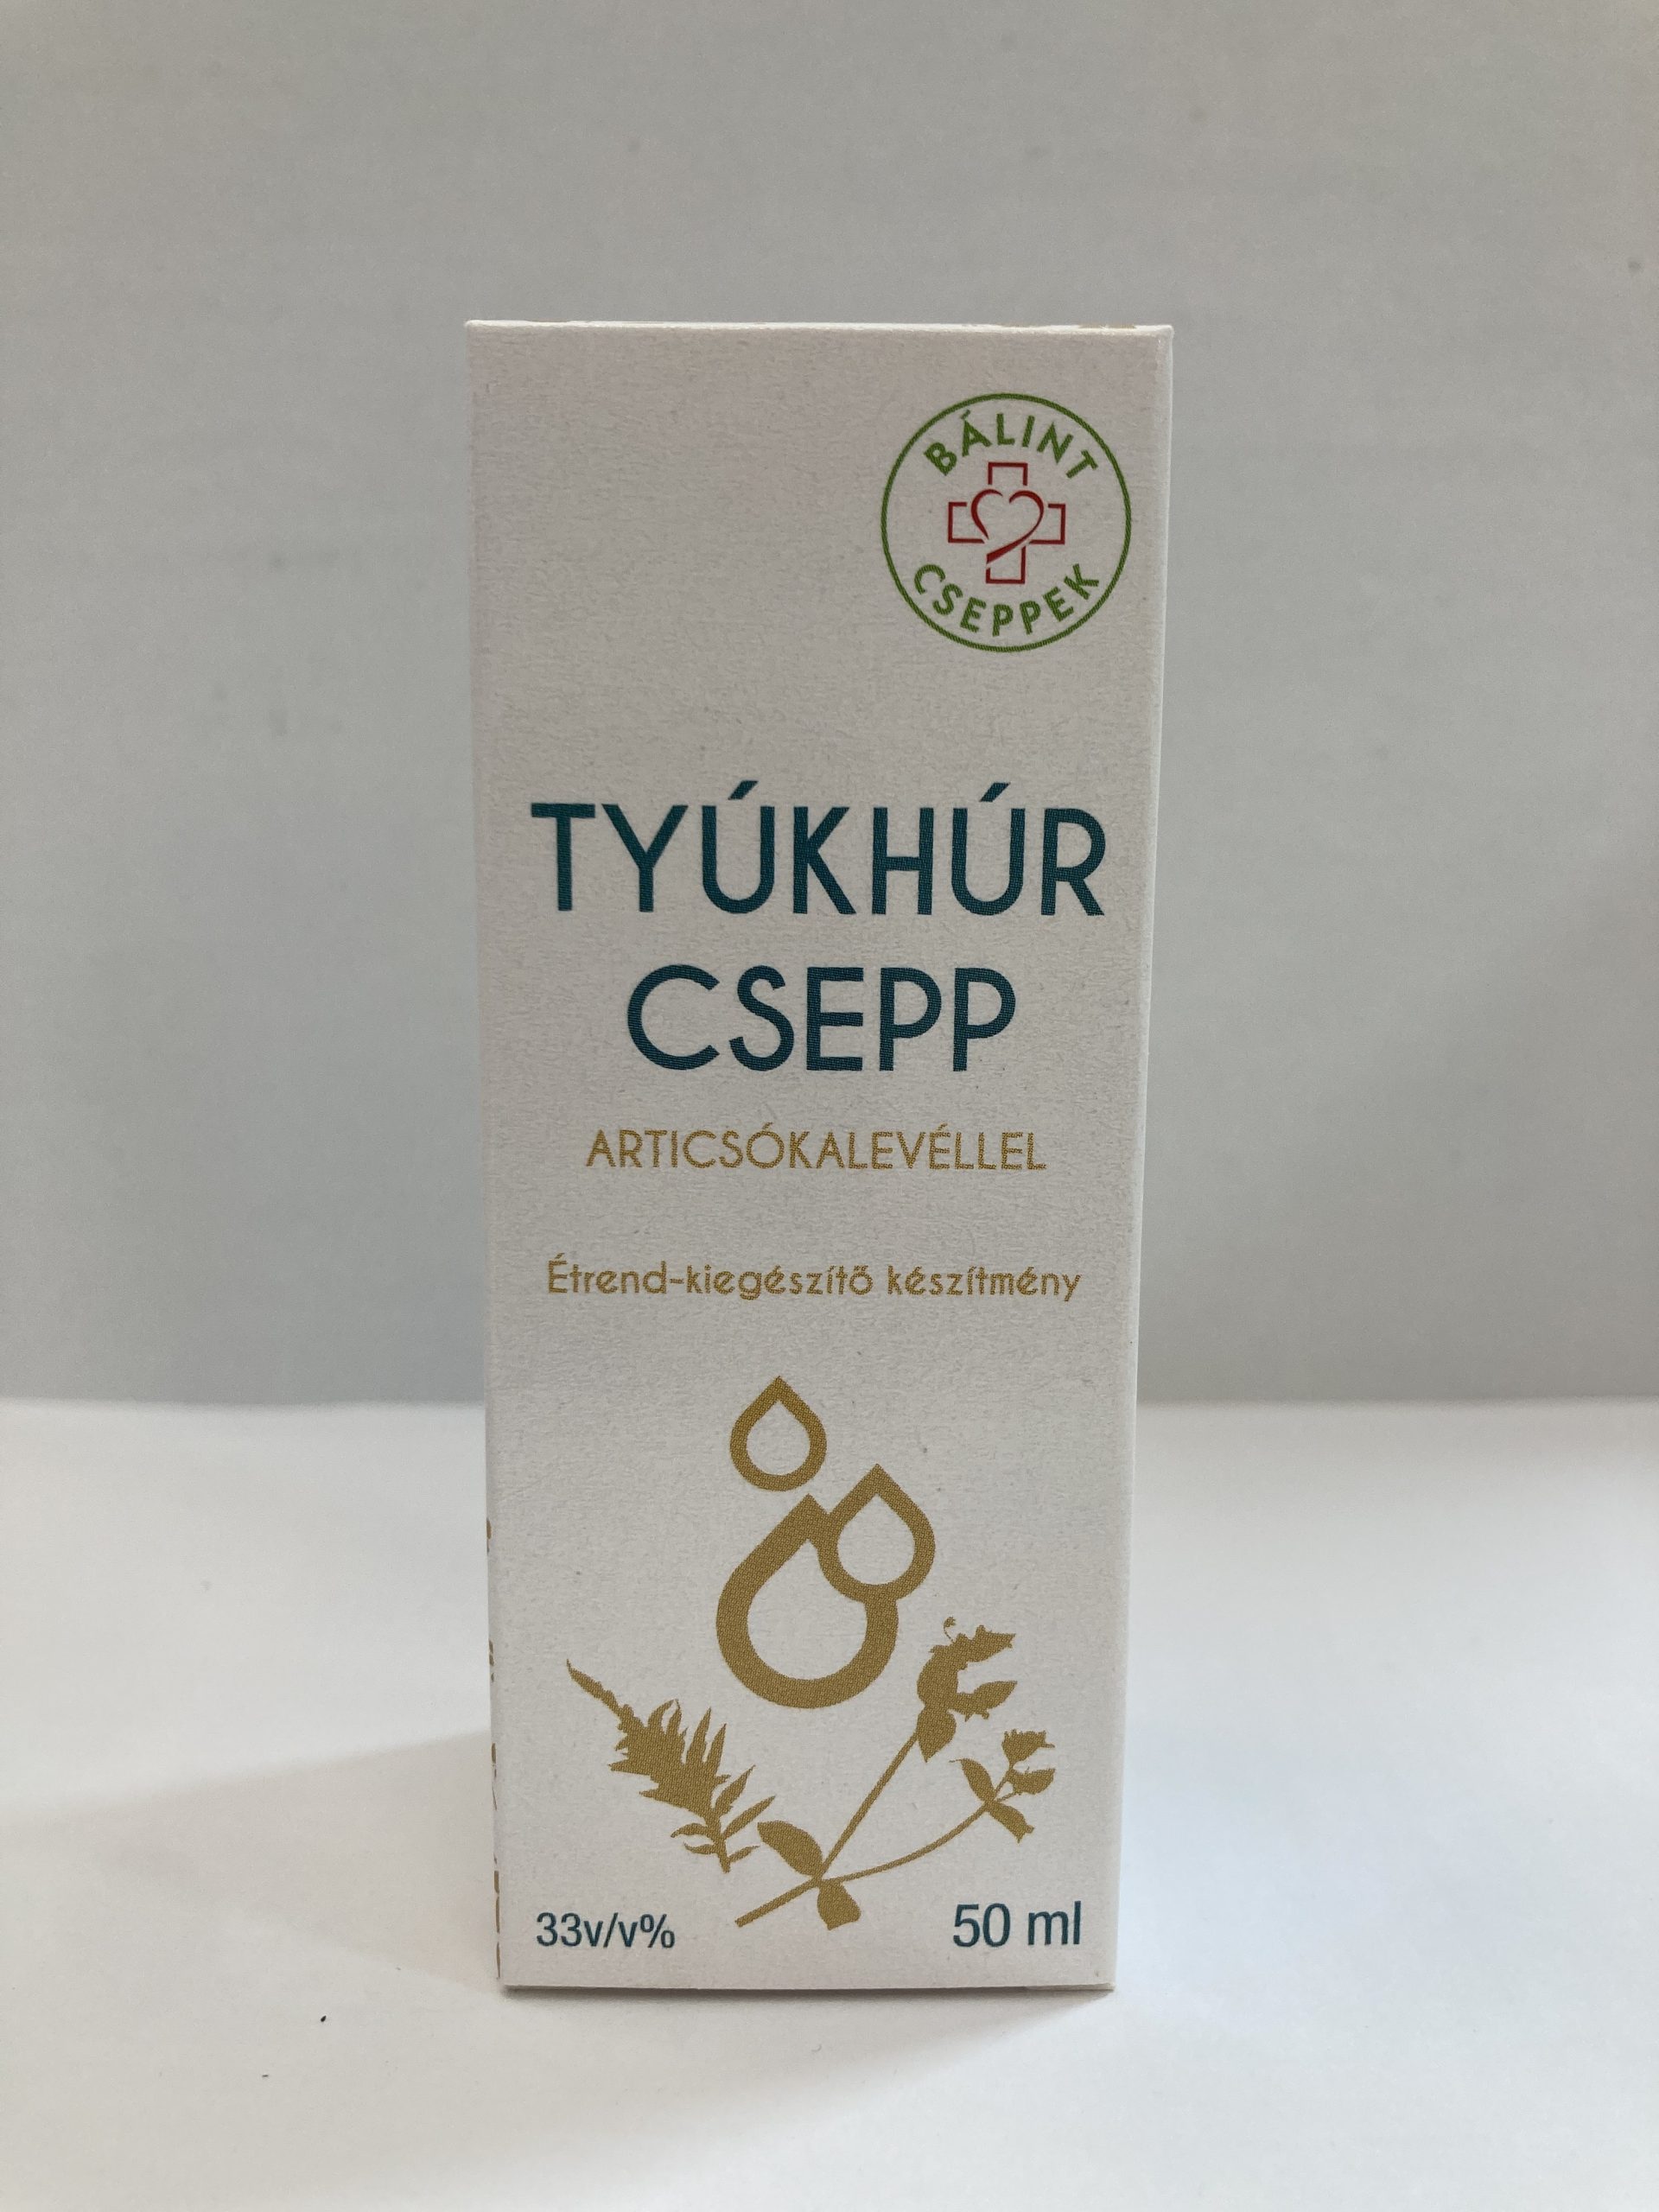 BÁLINT
CSEPPEK
TYÚKHÚR
CSEPP
ARTICSÓKALEVÉLLEL
Étrend-kiegészítő készítmény
33v/v%
50 ml